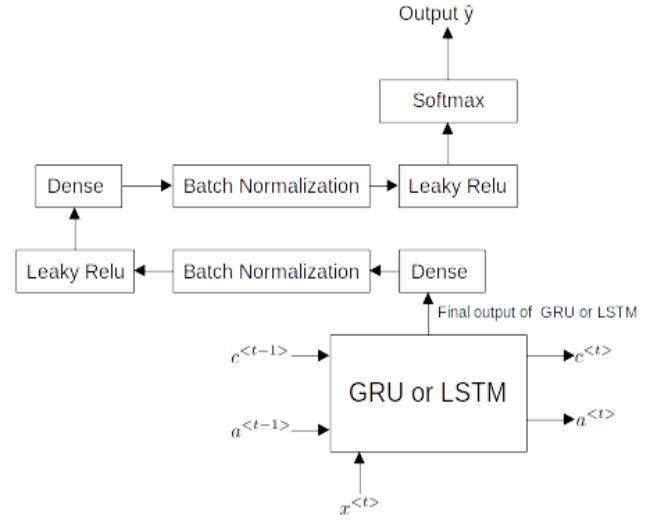 Output ŷ
Softmax
Dense
Batch Normalization
Leaky Relu
Leaky Relu
Batch Normalization
Dense
Final output of GRU or LSTM
c<t−1>
c<t>
GRU or LSTM
a<t−1>
a<t>
x<t>